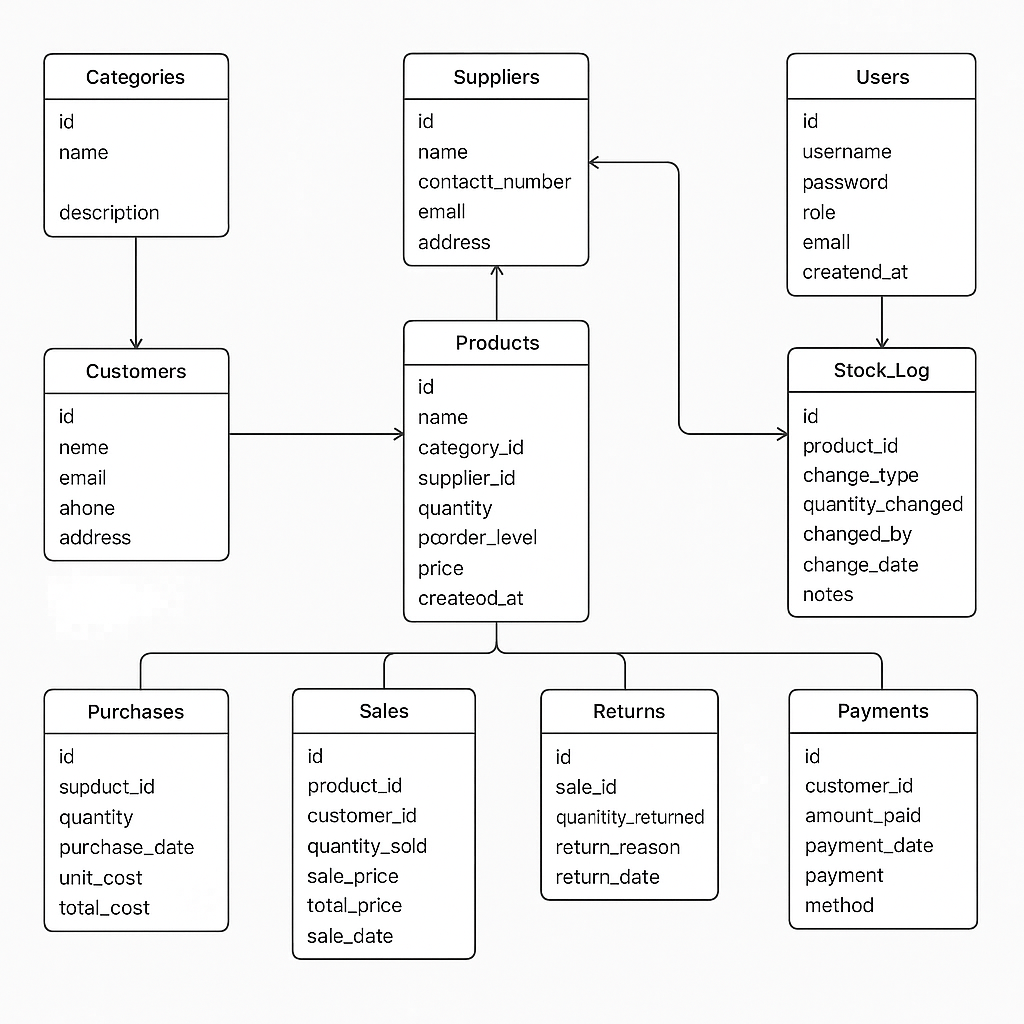 Categories
id
name
description
Suppliers
id
name
contactt_number
emall
address
Users
id
username
password
role
emall
creatend_at
Customers
id
neme
email
ahone
address
Products
id
name
category_id
supplier_id
quantity
pcorder_level
price
createod_at
Stock_Log
id
product_id
change_type
quantity_changed
changed_by
change_date
notes
Purchases
id
supduct_id
quantity
purchase_date
unit_cost
total_cost
Sales
id
product_id
customer_id
quantity_sold
sale_price
total_price
sale_date
Returns
id
sale_id
quanitity_returned
return_reason
return_date
Payments
id
customer_id
amount_paid
payment_date
payment
method